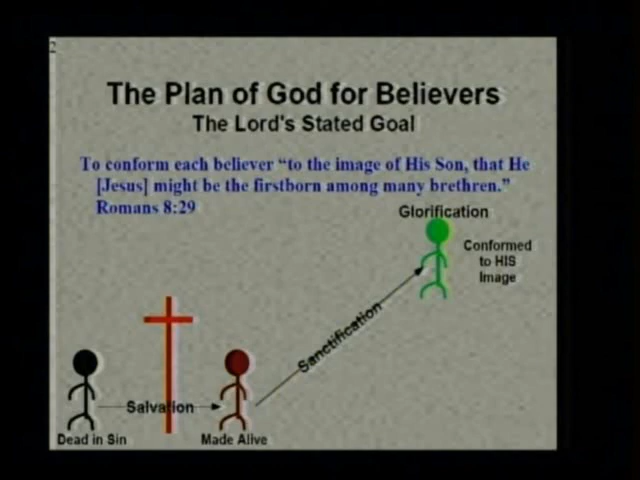 2
The Plan of God for Believers
The Lord's Stated Goal
To conform each believer “to the image of His Son, that He
[Jesus] might be the firstborn among many brethren.”
Romans 8:29
Glorification
Conformed
to HIS
Image
Sanctification
Salvation
Dead in Sin
Made Alive